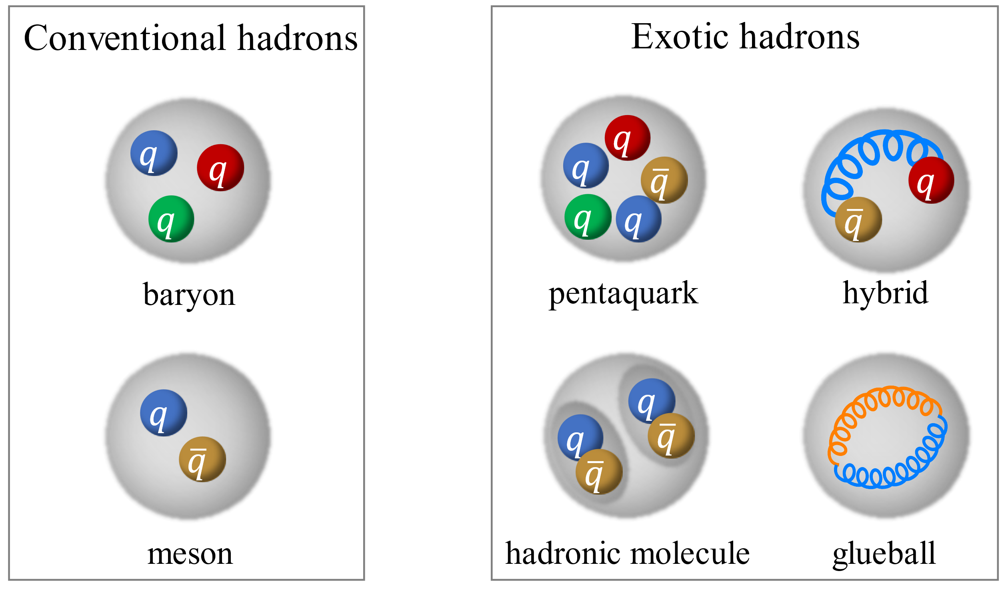 Conventional hadrons
q
q
q
baryon
q
q̅
meson
Exotic hadrons
q
q
q̅
q
q
pentaquark
q
q̅
hybrid
q
q̅
q
q̅
hadronic molecule
glueball